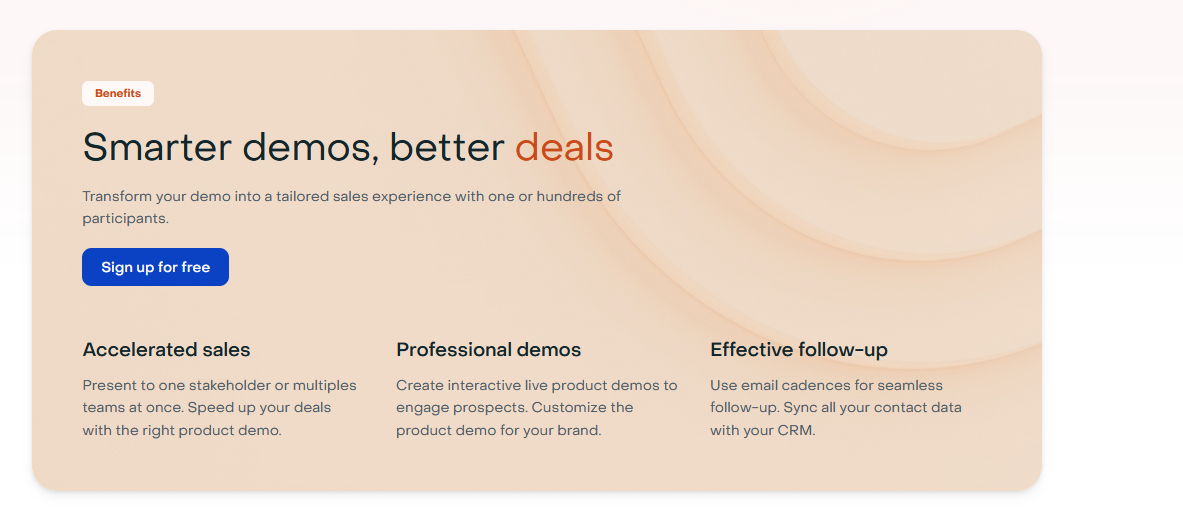 Benefits
Smarter demos, better deals
Transform your demo into a tailored sales experience with one or hundreds of
participants.
Sign up for free
Accelerated sales
Present to one stakeholder or multiples
teams at once. Speed up your deals
with the right product demo.
Professional demos
Create interactive live product demos to
engage prospects. Customize the
product demo for your brand.
Effective follow-up
Use email cadences for seamless
follow-up. Sync all your contact data
with your CRM.